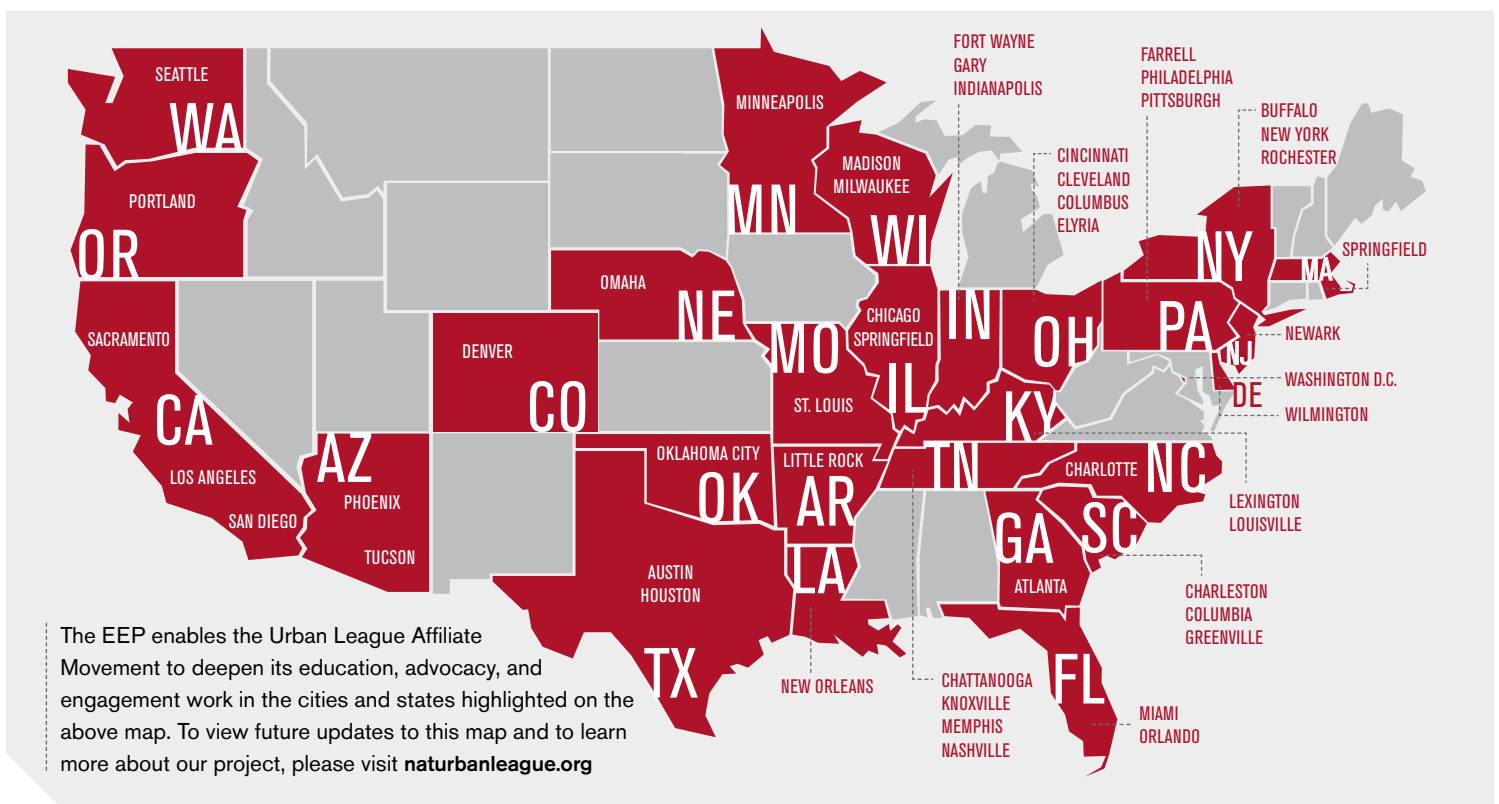 SEATTLE
WA
PORTLAND
OR
SACRAMENTO
CA
LOS ANGELES
SAN DIEGO
AZ
PHOENIX
TUCSON
DENVER
CO
OMAHA
NE
MINNEAPOLIS
MN
MADISON
MILWAUKEE
WI
CHICAGO
SPRINGFIELD
IL
MO
ST. LOUIS
OKLAHOMA CITY
OK
LITTLE ROCK
AR
LA
NEW ORLEANS
AUSTIN
HOUSTON
TX
FORT WAYNE
GARY
INDIANAPOLIS
IN
CINCINNATI
CLEVELAND
COLUMBUS
ELYRIA
OH
FARRELL
PHILADELPHIA
PITTSBURGH
PA
BUFFALO
NEW YORK
ROCHESTER
NY
SPRINGFIELD
MA
NEWARK
NJ
WASHINGTON D.C.
DE
WILMINGTON
KY
LEXINGTON
LOUISVILLE
TN
CHATTANOOGA
KNOXVILLE
MEMPHIS
NASHVILLE
CHARLOTTE
NC
SC
CHARLESTON
COLUMBIA
GREENVILLE
GA
ATLANTA
FL
MIAMI
ORLANDO
The EEP enables the Urban League Affiliate
Movement to deepen its education, advocacy, and
engagement work in the cities and states highlighted on the
above map. To view future updates to this map and to learn
more about our project, please visit naturbanleague.org